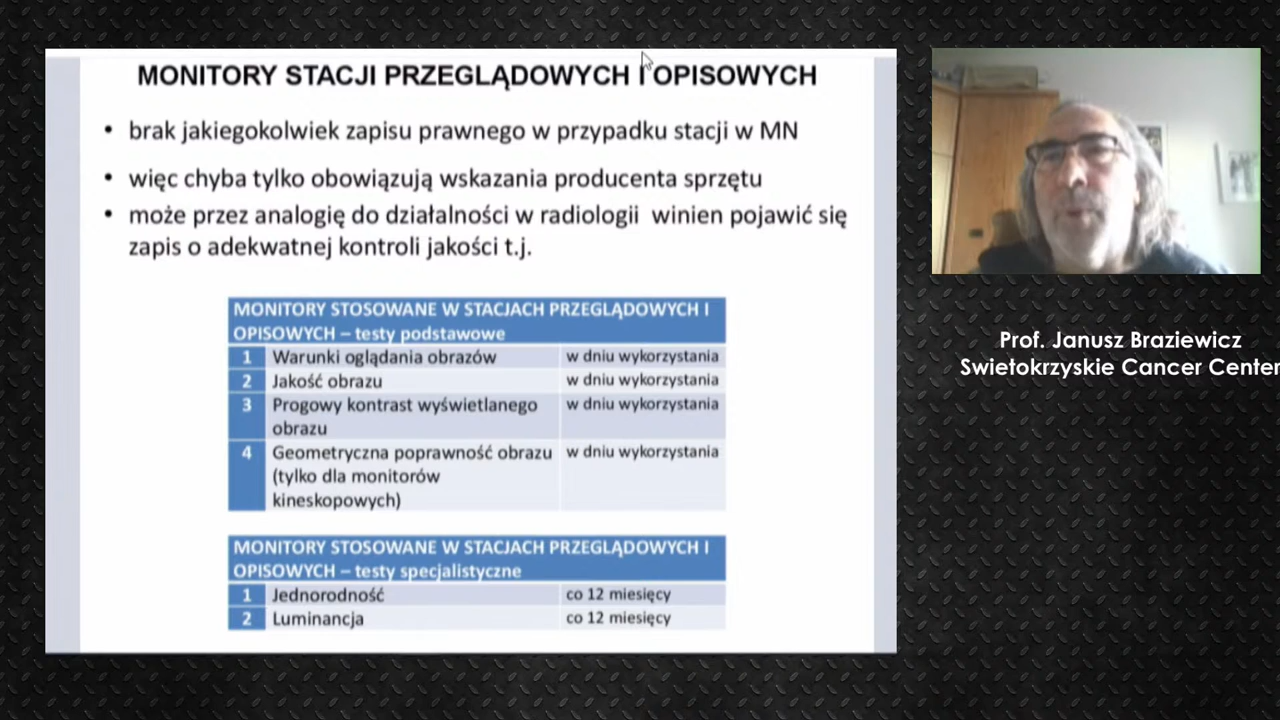 MONITORY STACJI PRZEGLĄDOWYCH I OPISOWYCH
• brak jakiegokolwiek zapisu prawnego w przypadku stacji w MN
• więc chyba tylko obowiązują wskazania producenta sprzętu
• może przez analogię do działalności w radiologii winien pojawić się
zapis o adekwatnej kontroli jakości t.j.
MONITORY STOSOWANE W STACJACH PRZEGLĄDOWYCH I
OPISOWYCH – testy podstawowe
1 Warunki oglądania obrazów w dniu wykorzystania
2 Jakość obrazu w dniu wykorzystania
3 Progowy kontrast wyświetlanego w dniu wykorzystania
obrazu
4 Geometryczna poprawność obrazu w dniu wykorzystania
(tylko dla monitorów
kineskopowych)
MONITORY STOSOWANE W STACJACH PRZEGLĄDOWYCH I
OPISOWYCH – testy specjalistyczne
1 Jednorodność co 12 miesięcy
2 Luminancja co 12 miesięcy
Prof. Janusz Braziewicz
Swietokrzyskie Cancer Center